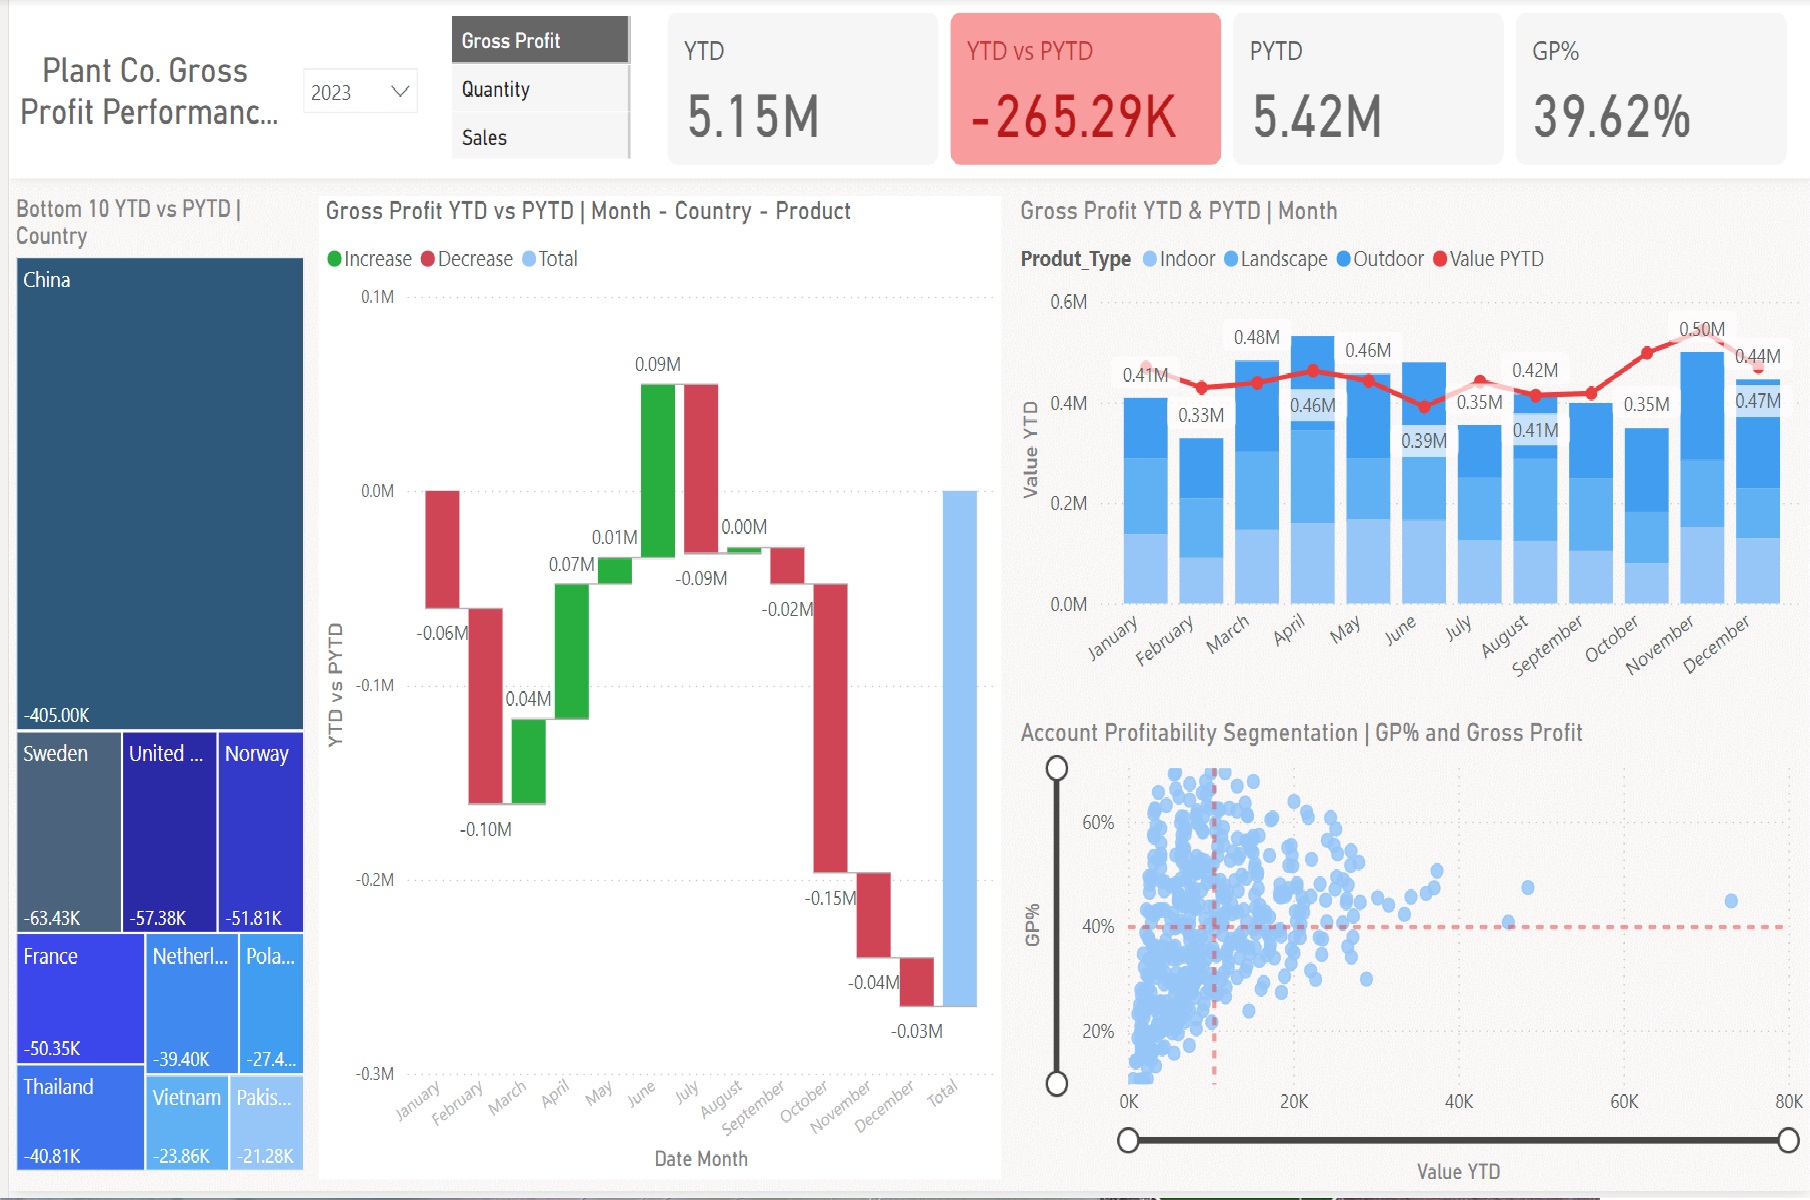 Plant Co. Gross
Profit Performanc...
2023
Gross Profit
Quantity
Sales
YTD
5.15M
YTD vs PYTD
-265.29K
PYTD
5.42M
GP%
39.62%
Bottom 10 YTD vs PYTD |
Country
China
-405.00K
Sweden
-63.43K
United ...
-57.38K
Norway
-51.81K
France
-50.35K
Netherl...
-39.40K
Pola...
-27.4...
Thailand
-40.81K
Vietnam
-23.86K
Pakis...
-21.28K
Gross Profit YTD vs PYTD | Month - Country - Product
Increase Decrease Total
YTD vs PYTD
0.1M
0.0M
-0.1M
-0.2M
-0.3M
-0.06M
-0.10M
0.04M
0.07M
0.01M
0.09M
-0.09M
0.00M
-0.02M
-0.15M
-0.04M
-0.03M
January
February
March
April
May
June
July
August
September
October
November
December
Total
Date Month
Gross Profit YTD & PYTD | Month
Produt_Type Indoor Landscape Outdoor Value PYTD
Value YTD
0.6M
0.4M
0.2M
0.0M
0.41M
0.33M
0.48M
0.46M
0.46M
0.39M
0.35M
0.42M
0.41M
0.35M
0.50M
0.44M
0.47M
January
February
March
April
May
June
July
August
September
October
November
December
Account Profitability Segmentation | GP% and Gross Profit
GP%
60%
40%
20%
0K
20K
40K
60K
80K
Value YTD